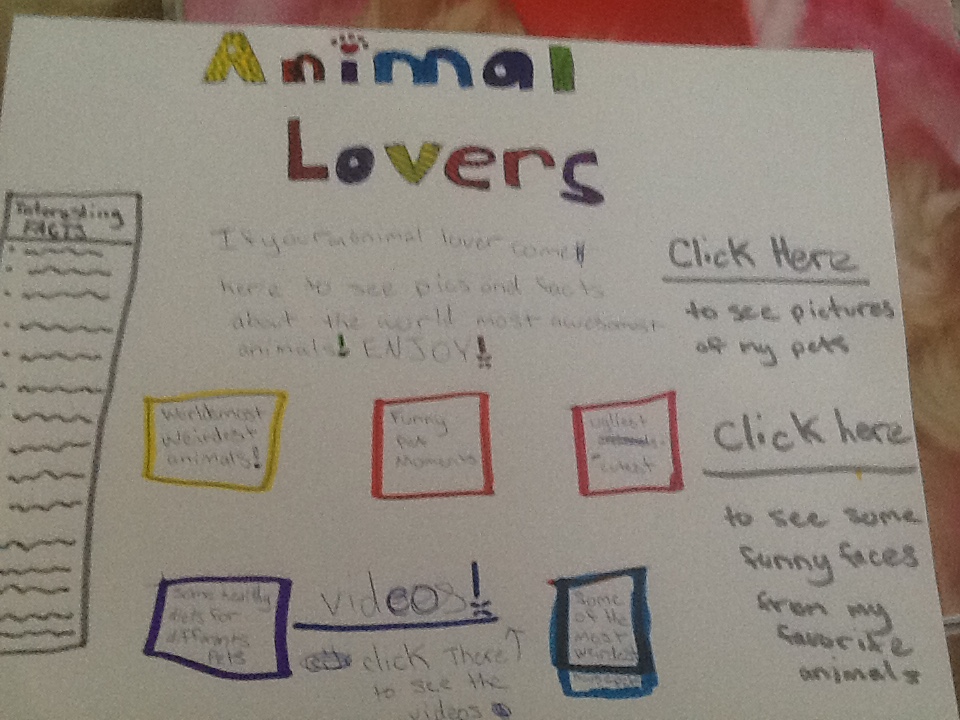 Animal
Lovers
Interesting
FACTS
If your animal lover come
here to see pics and facts
about the world most awesomest
animals! ENJOY!
Click Here
to see pictures
of my pets
Worlds most
Weirdest
animals!
Funny
pet
Moments
ugliest
cutest
Click here
to see some
funny faces
from my
favorite
animals
some healthy
diets for
differents
Pets
videos!
click There
to see the
videos
Some
of the
most
weirdest